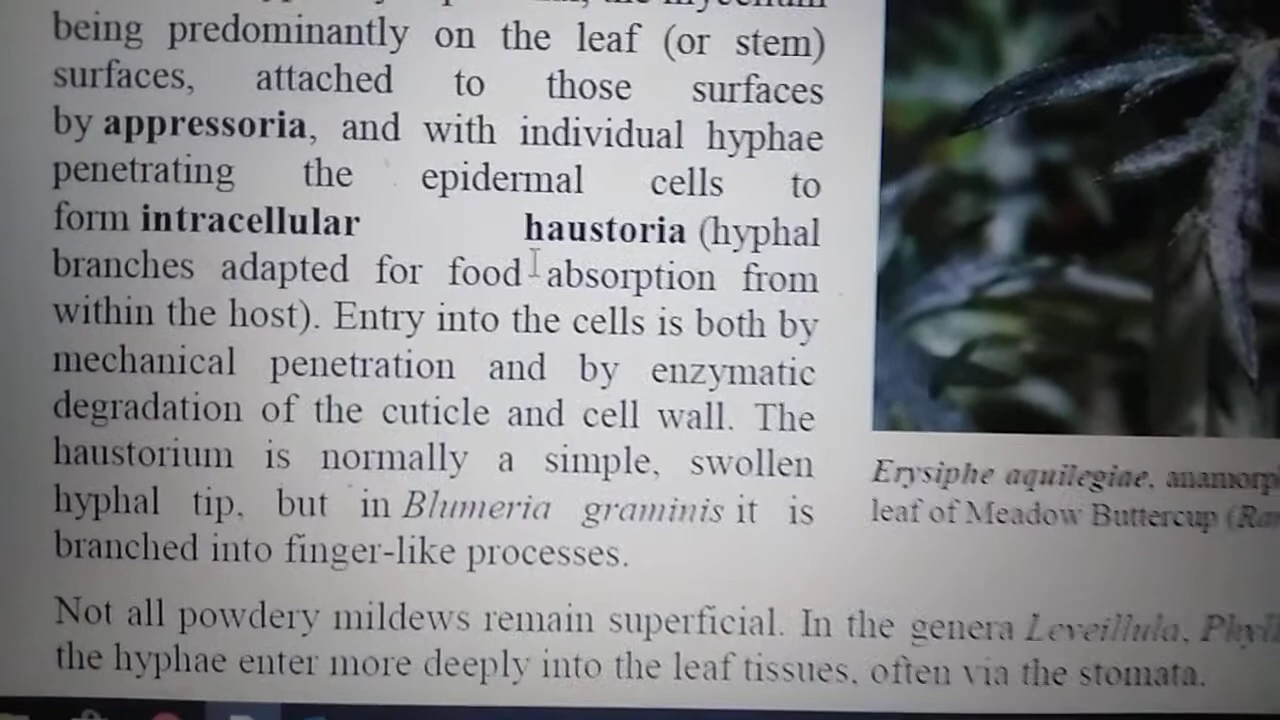 being predominantly on the leaf (or stem)
surfaces, attached to those surfaces
by appressoria, and with individual hyphae
penetrating the epidermal cells to
form intracellular haustoria (hyphal
branches adapted for food absorption from
within the host). Entry into the cells is both by
mechanical penetration and by enzymatic
degradation of the cuticle and cell wall. The
haustorium is normally a simple, swollen
hyphal tip, but in Blumeria graminis it is
branched into finger-like processes.
Erysiphe aquilegiae, anamorp
leaf of Meadow Buttercup (Ra
Not all powdery mildews remain superficial. In the genera Leveillula, Phyl
the hyphae enter more deeply into the leaf tissues, often via the stomata.